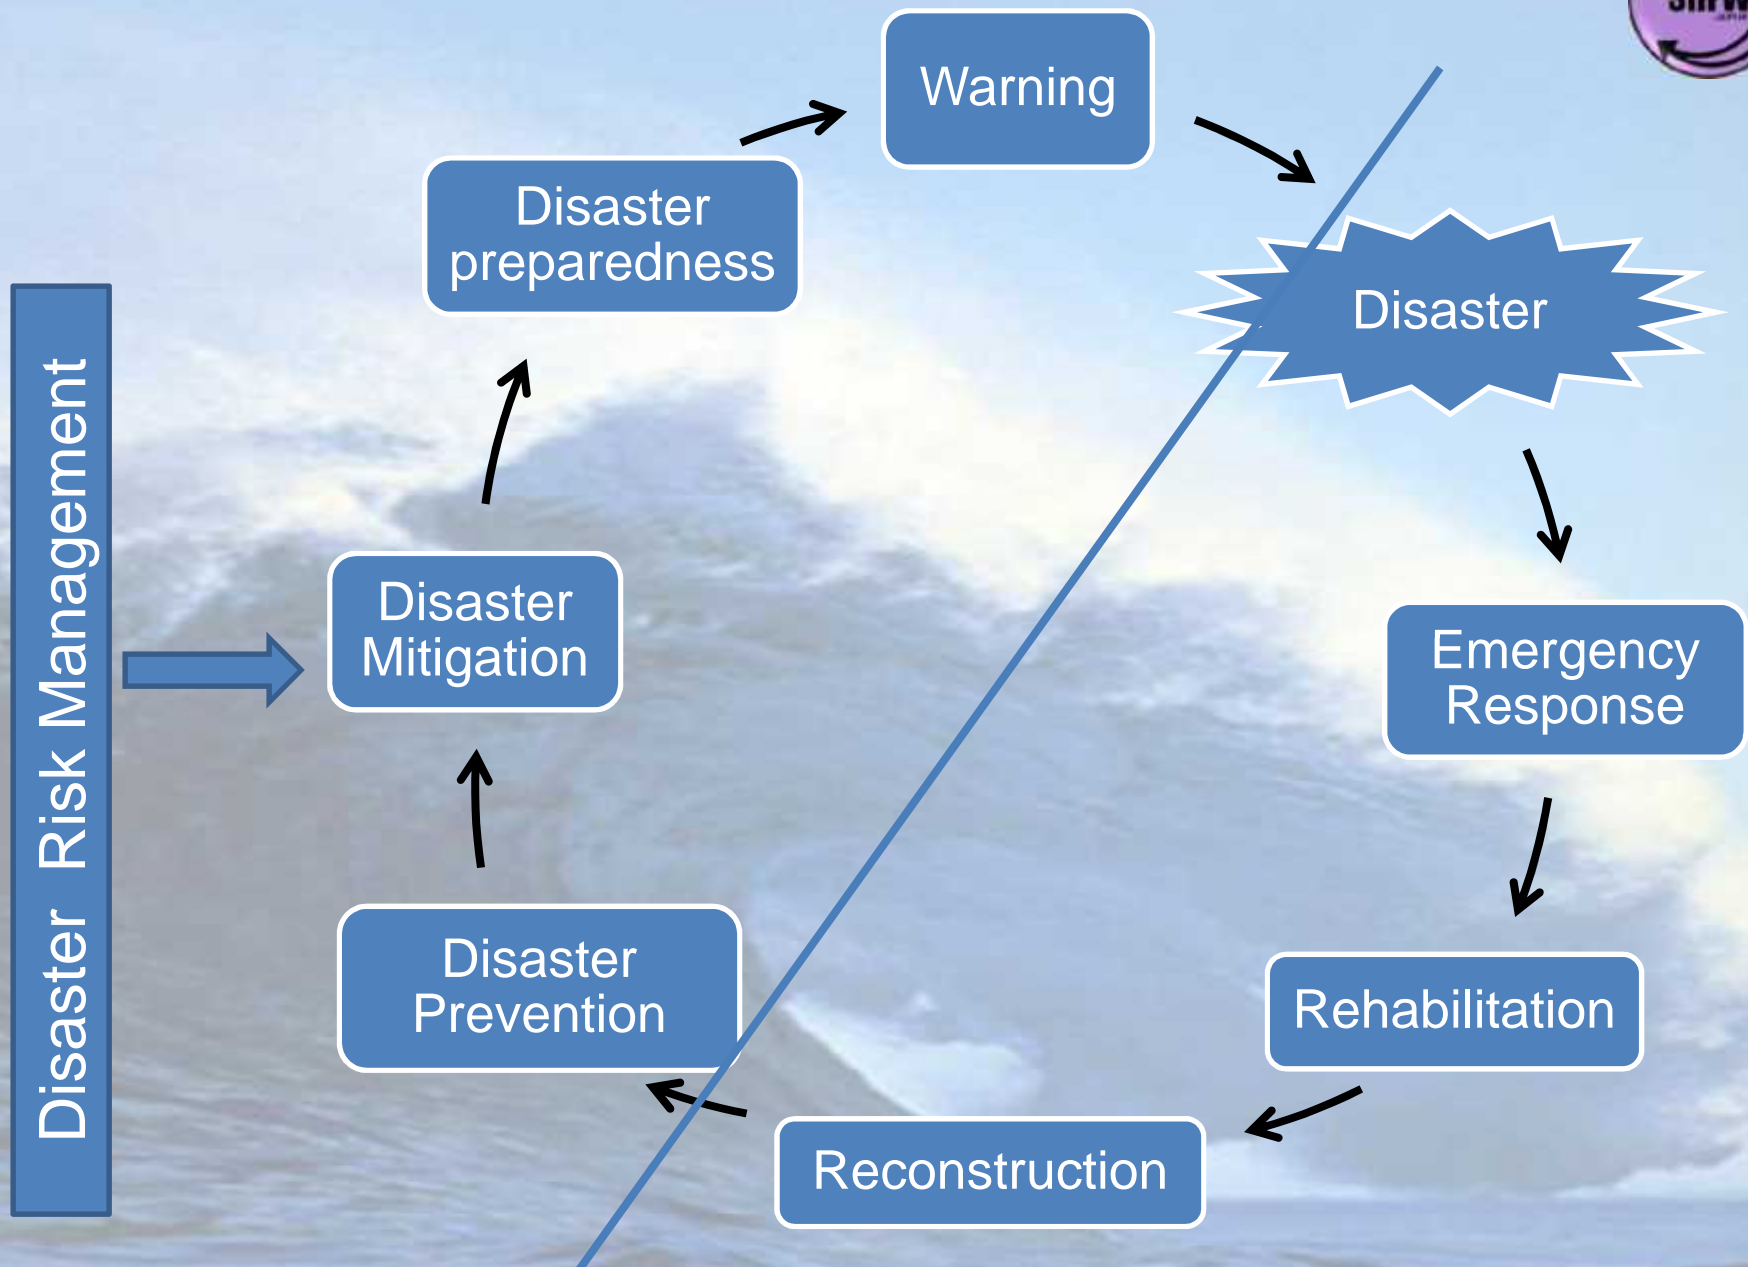 Warning
Disaster
preparedness
Disaster
Disaster Risk Management
Disaster
Mitigation
Emergency
Response
Disaster
Prevention
Rehabilitation
Reconstruction